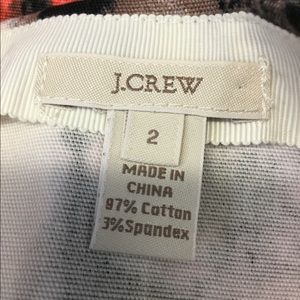 J.CREW
2
MADE IN
CHINA
97% Cotton
3%Spandex